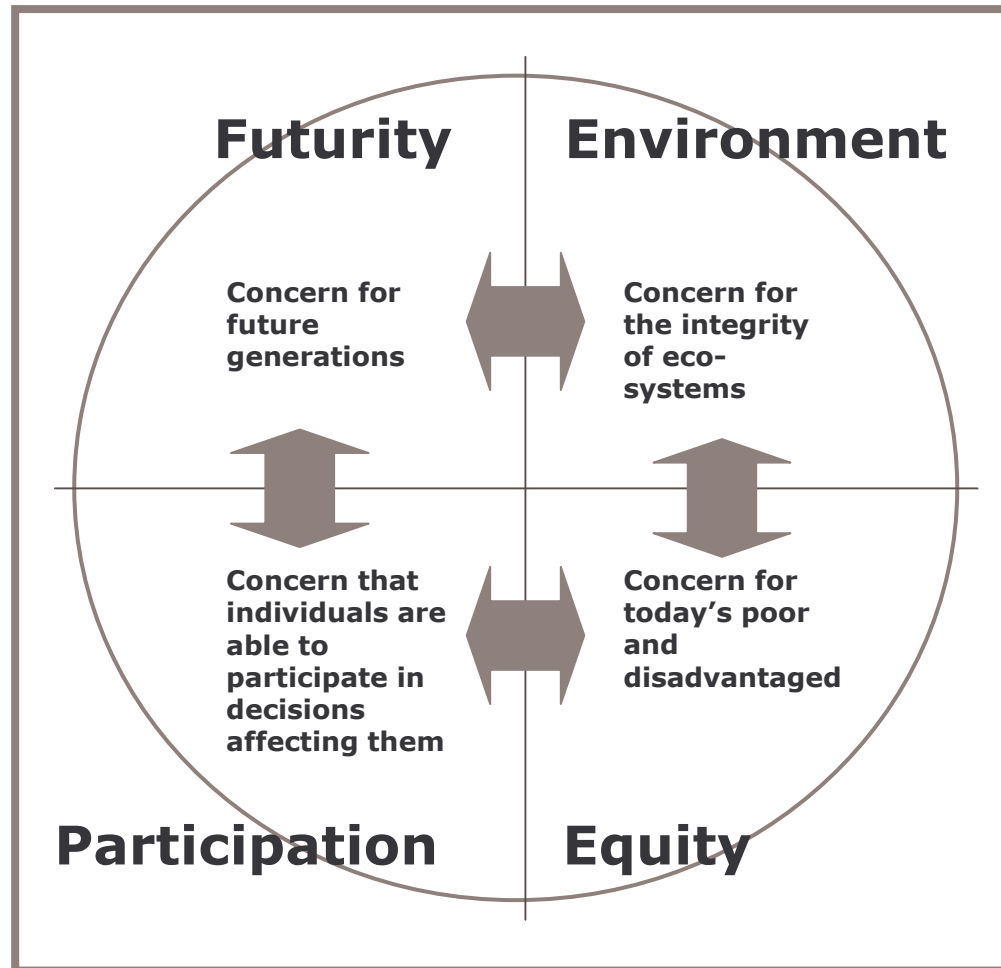 Futurity
Environment
Concern for
future
generations
Concern for
the integrity
of eco-
systems
Concern that
individuals are
able to
participate in
decisions
affecting them
Concern for
today’s poor
and
disadvantaged
Participation
Equity